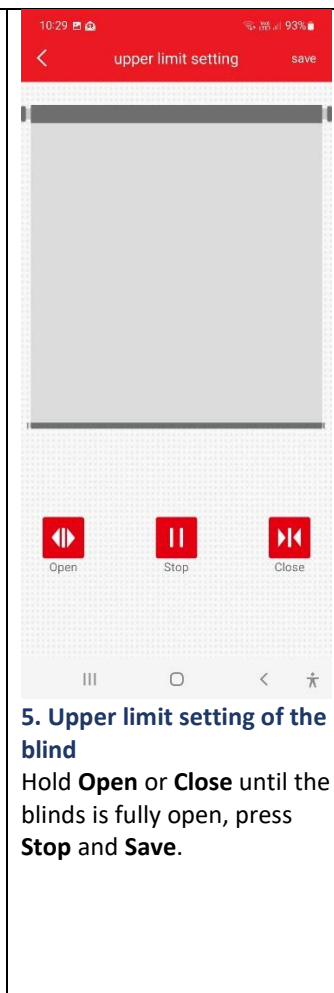 10:29 93%
upper limit setting save
Open Stop Close
5. Upper limit setting of the
blind
Hold Open or Close until the
blinds is fully open, press
Stop and Save.